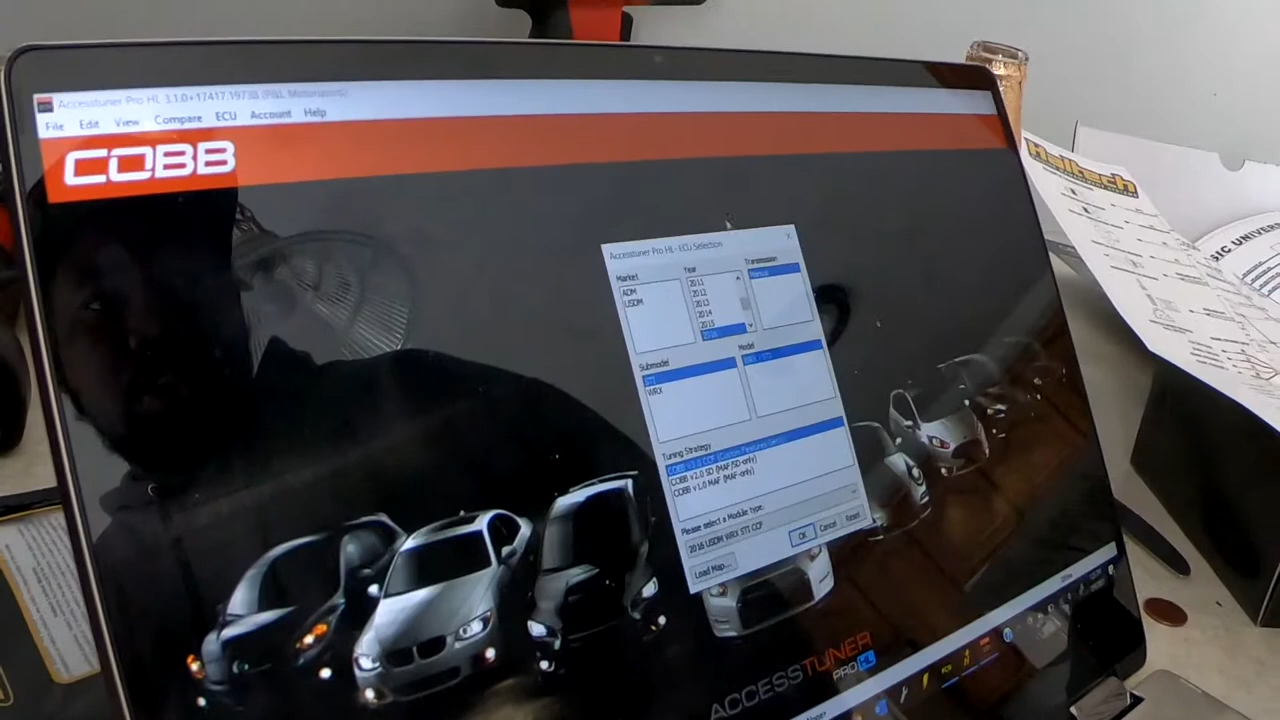 Accesstuner Pro HL 3.1.0+17417.1973B (P&L Motorsports)
File Edit View Compare ECU Account Help
COBB
Accesstuner Pro HL - ECU Selection
Market
Year
Transmission
ADM
USDM
2011
2012
2013
2014
2015
2016
Manual
Submodel
Model
STI
WRX
WRX / STI
Tuning Strategy
COBB v3.0 CCF (Custom Features
COBB v2.0 SD (MAF/SD-only)
COBB v1.0 MAF (MAF-only)
Please select a Module type.
2016 USDM WRX STI CCF
Load Map...
OK
Cancel
Reset
ACCESSTUNER
PRO HL
Haltech